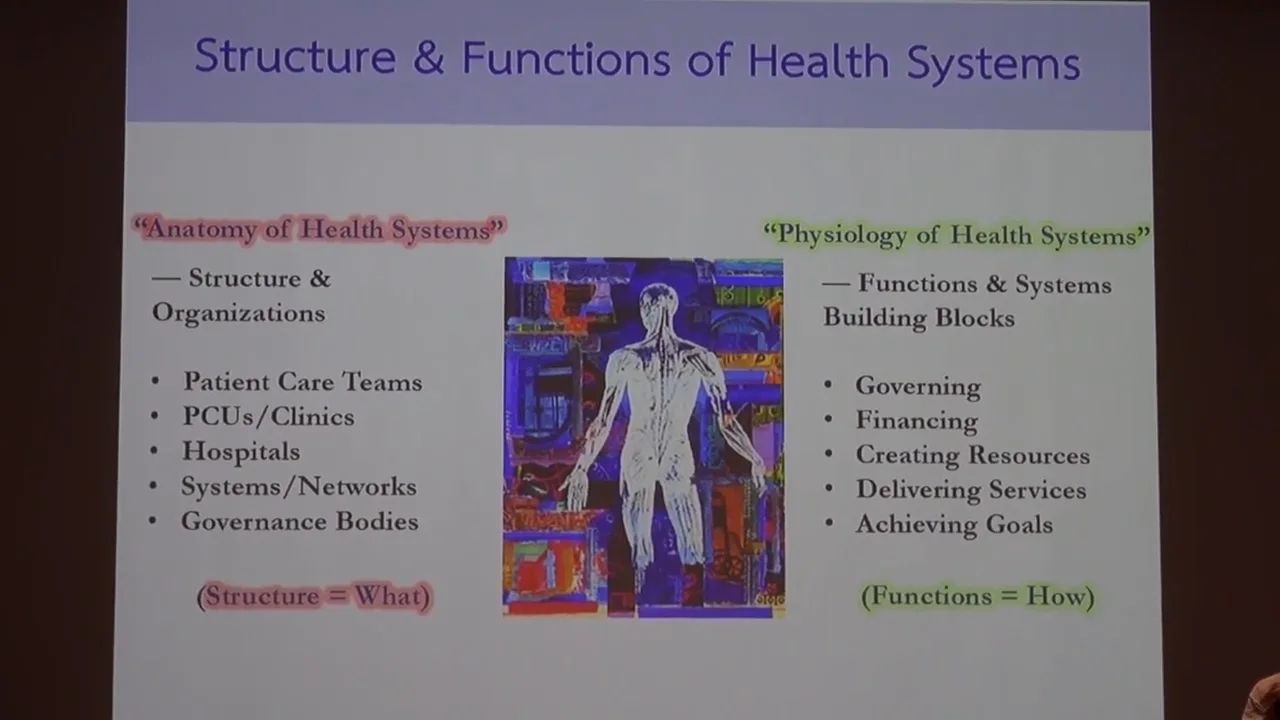 Structure & Functions of Health Systems
“Anatomy of Health Systems”
— Structure &
Organizations
• Patient Care Teams
• PCUs/Clinics
• Hospitals
• Systems/Networks
• Governance Bodies
(Structure = What)
“Physiology of Health Systems”
— Functions & Systems
Building Blocks
• Governing
• Financing
• Creating Resources
• Delivering Services
• Achieving Goals
(Functions = How)